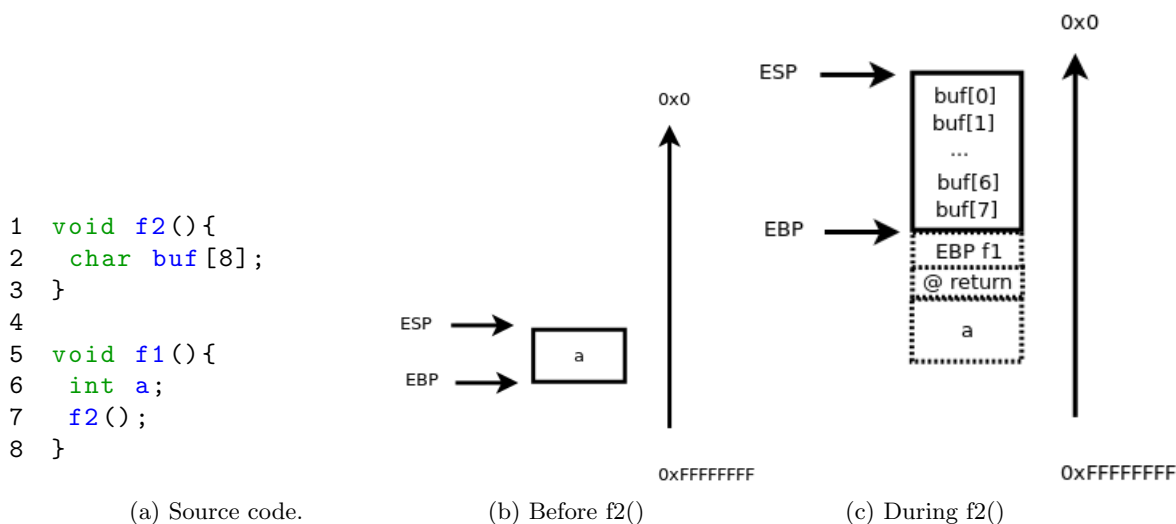 1 void f2(){
2 char buf[8];
3 }
4
5 void f1(){
6 int a;
7 f2();
8 }
(a) Source code.
0x0
ESP
a
EBP
0xFFFFFFFF
(b) Before f2()
0x0
ESP
buf[0]
buf[1]
...
buf[6]
buf[7]
EBP
EBP f1
@ return
a
0xFFFFFFFF
(c) During f2()